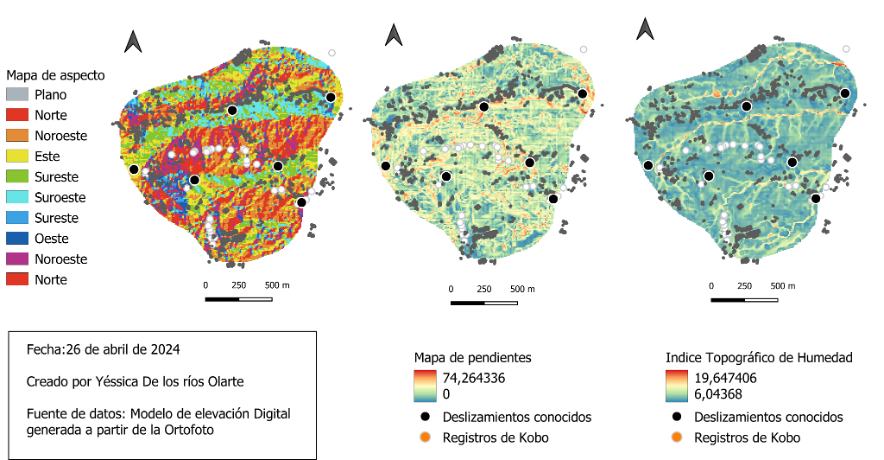 Mapa de aspecto
Plano
Norte
Noroeste
Este
Sureste
Suroeste
Sureste
Oeste
Noroeste
Norte
0 250 500 m
0 250 500 m
0 250 500 m
Fecha:26 de abril de 2024
Creado por Yéssica De los ríos Olarte
Fuente de datos: Modelo de elevación Digital
generada a partir de la Ortofoto
Mapa de pendientes
74,264336
0
Deslizamientos conocidos
Registros de Kobo
Indice Topográfico de Humedad
19,647406
6,04368
Deslizamientos conocidos
Registros de Kobo